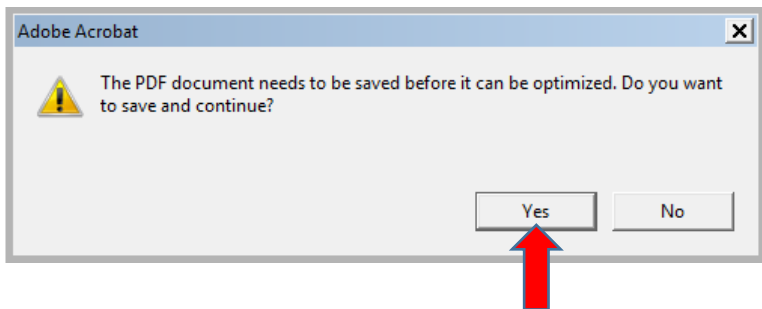 Adobe Acrobat
The PDF document needs to be saved before it can be optimized. Do you want
to save and continue?
Yes
No